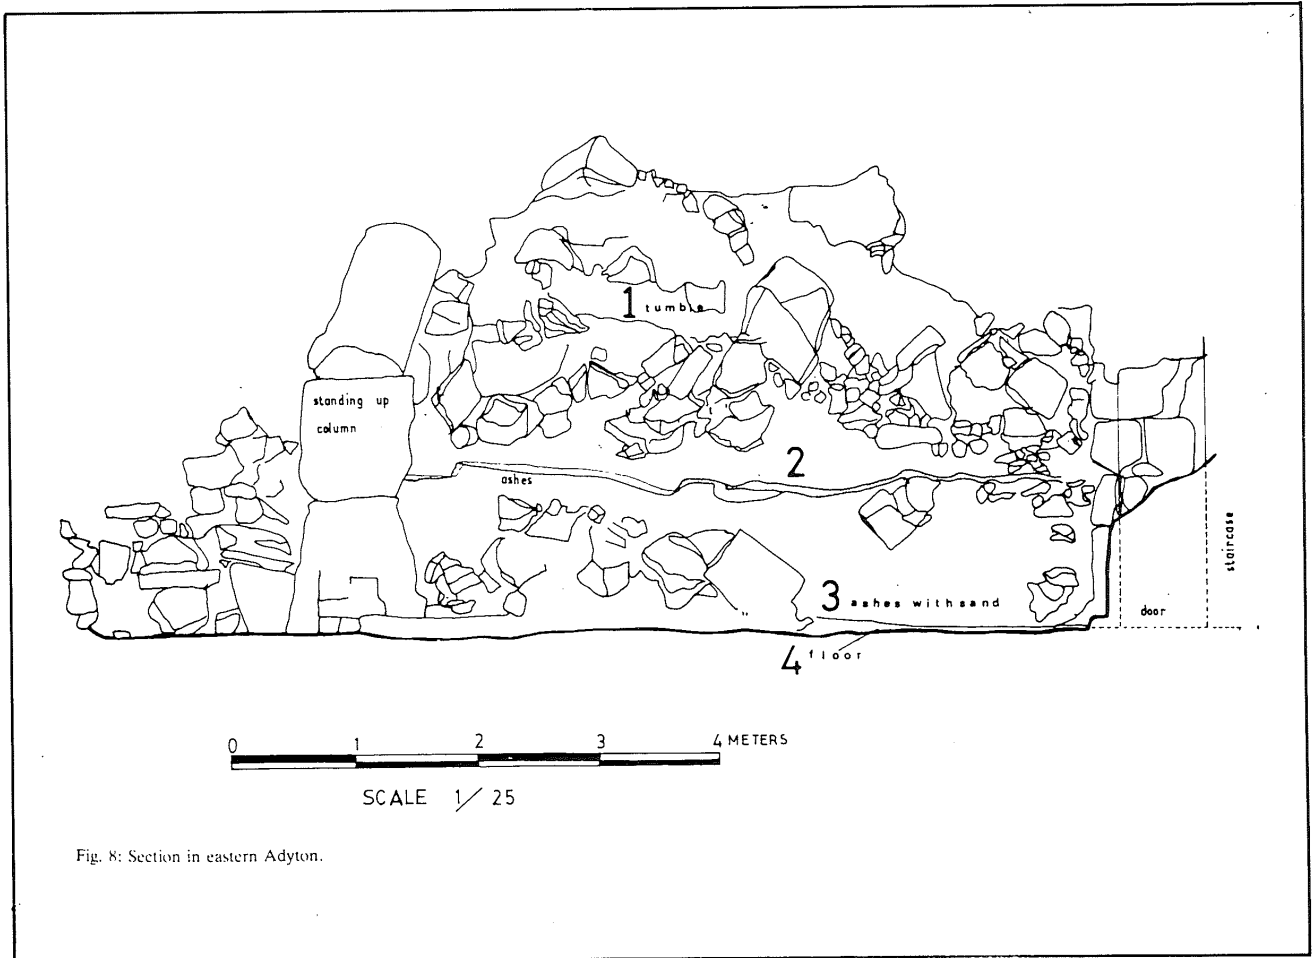 1 tumble
standing up
column
2
ashes
3 ashes with sand
staircase
door
4 floor
0 1 2 3 4 METERS
SCALE 1/25
Fig. 8: Section in eastern Adyton.